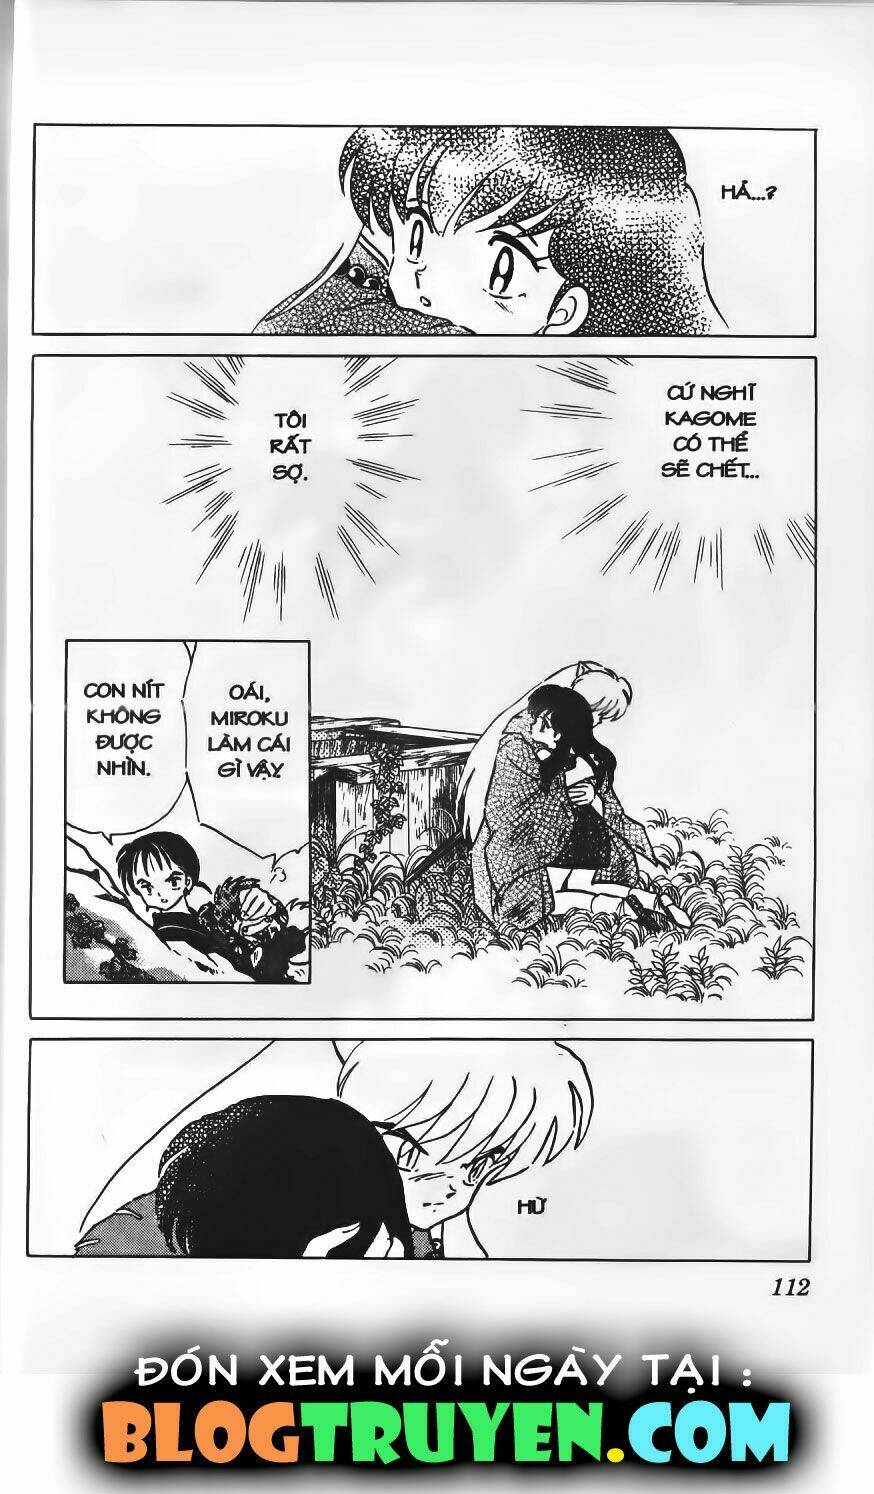 HẢ...?
CỨ NGHĨ
KAGOME
CÓ THỂ
SẼ CHẾT...
TÔI
RẤT
SỢ.
OÁI,
MIROKU
LÀM CÁI
GÌ VẬY.
CON NÍT
KHÔNG
ĐƯỢC
NHÌN.
HỪ
112
ĐÓN XEM MỖI NGÀY TẠI :
BLOGTRUYEN.COM